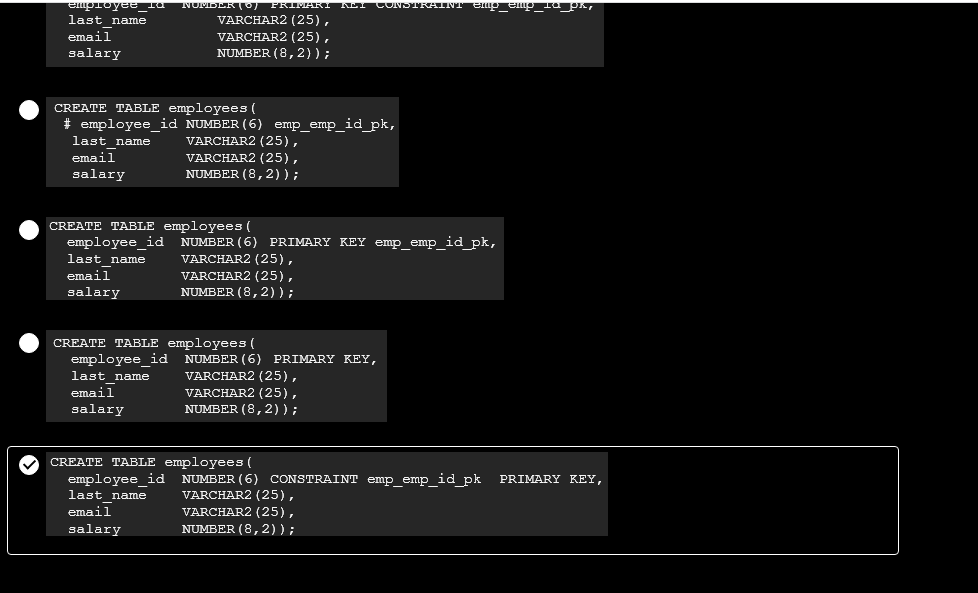 employee_id NUMBER(6) PRIMARY KEY CONSTRAINT emp_emp_id_pk,
last_name VARCHAR2(25),
email VARCHAR2(25),
salary NUMBER(8,2));
CREATE TABLE employees(
# employee_id NUMBER(6) emp_emp_id_pk,
last_name VARCHAR2(25),
email VARCHAR2(25),
salary NUMBER(8,2));
CREATE TABLE employees(
employee_id NUMBER(6) PRIMARY KEY emp_emp_id_pk,
last_name VARCHAR2(25),
email VARCHAR2(25),
salary NUMBER(8,2));
CREATE TABLE employees(
employee_id NUMBER(6) PRIMARY KEY,
last_name VARCHAR2(25),
email VARCHAR2(25),
salary NUMBER(8,2));
CREATE TABLE employees(
employee_id NUMBER(6) CONSTRAINT emp_emp_id_pk PRIMARY KEY,
last_name VARCHAR2(25),
email VARCHAR2(25),
salary NUMBER(8,2));